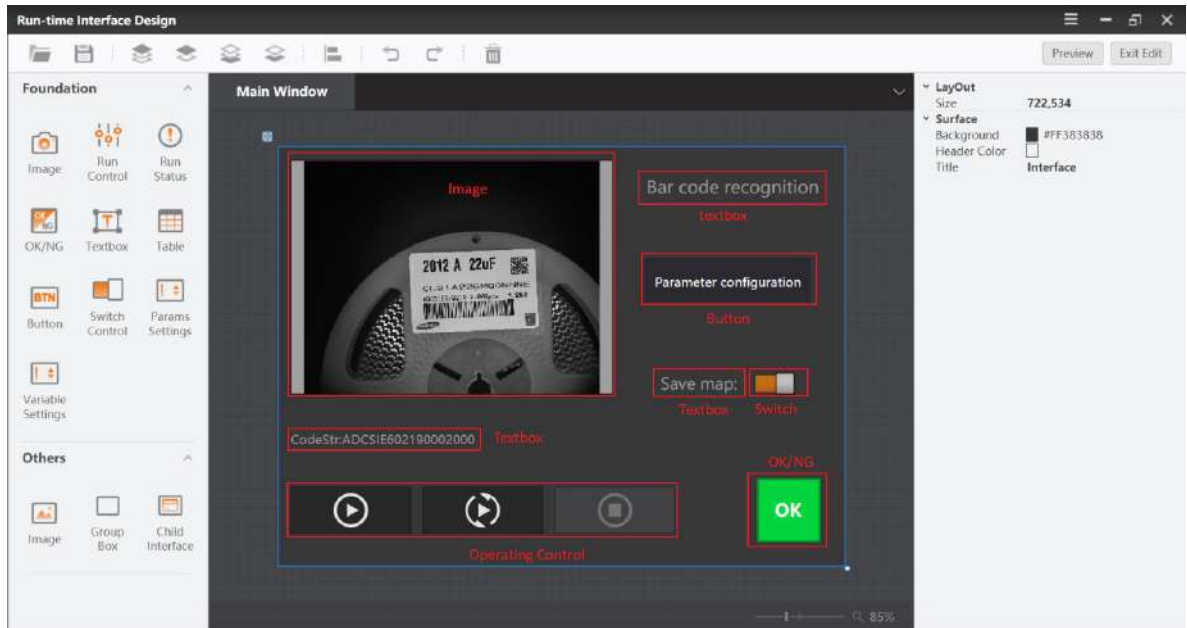 Run-time Interface Design
Preview
Exit Edit
Foundation
Image
Run Control
Run Status
OK/NG
Textbox
Table
BTN
Button
Switch Control
Params Settings
Variable Settings
Others
Image
Group Box
Child Interface
Main Window
Image
2012 A 22uF
Bar code recognition
textbox
Parameter configuration
Button
Save map:
Textbox
Switch
CodeStr:ADCSIE602190002000
Textbox
OK/NG
OK
Operating Control
85%
LayOut
Size 722,534
Surface
Background #FF383838
Header Color
Title Interface